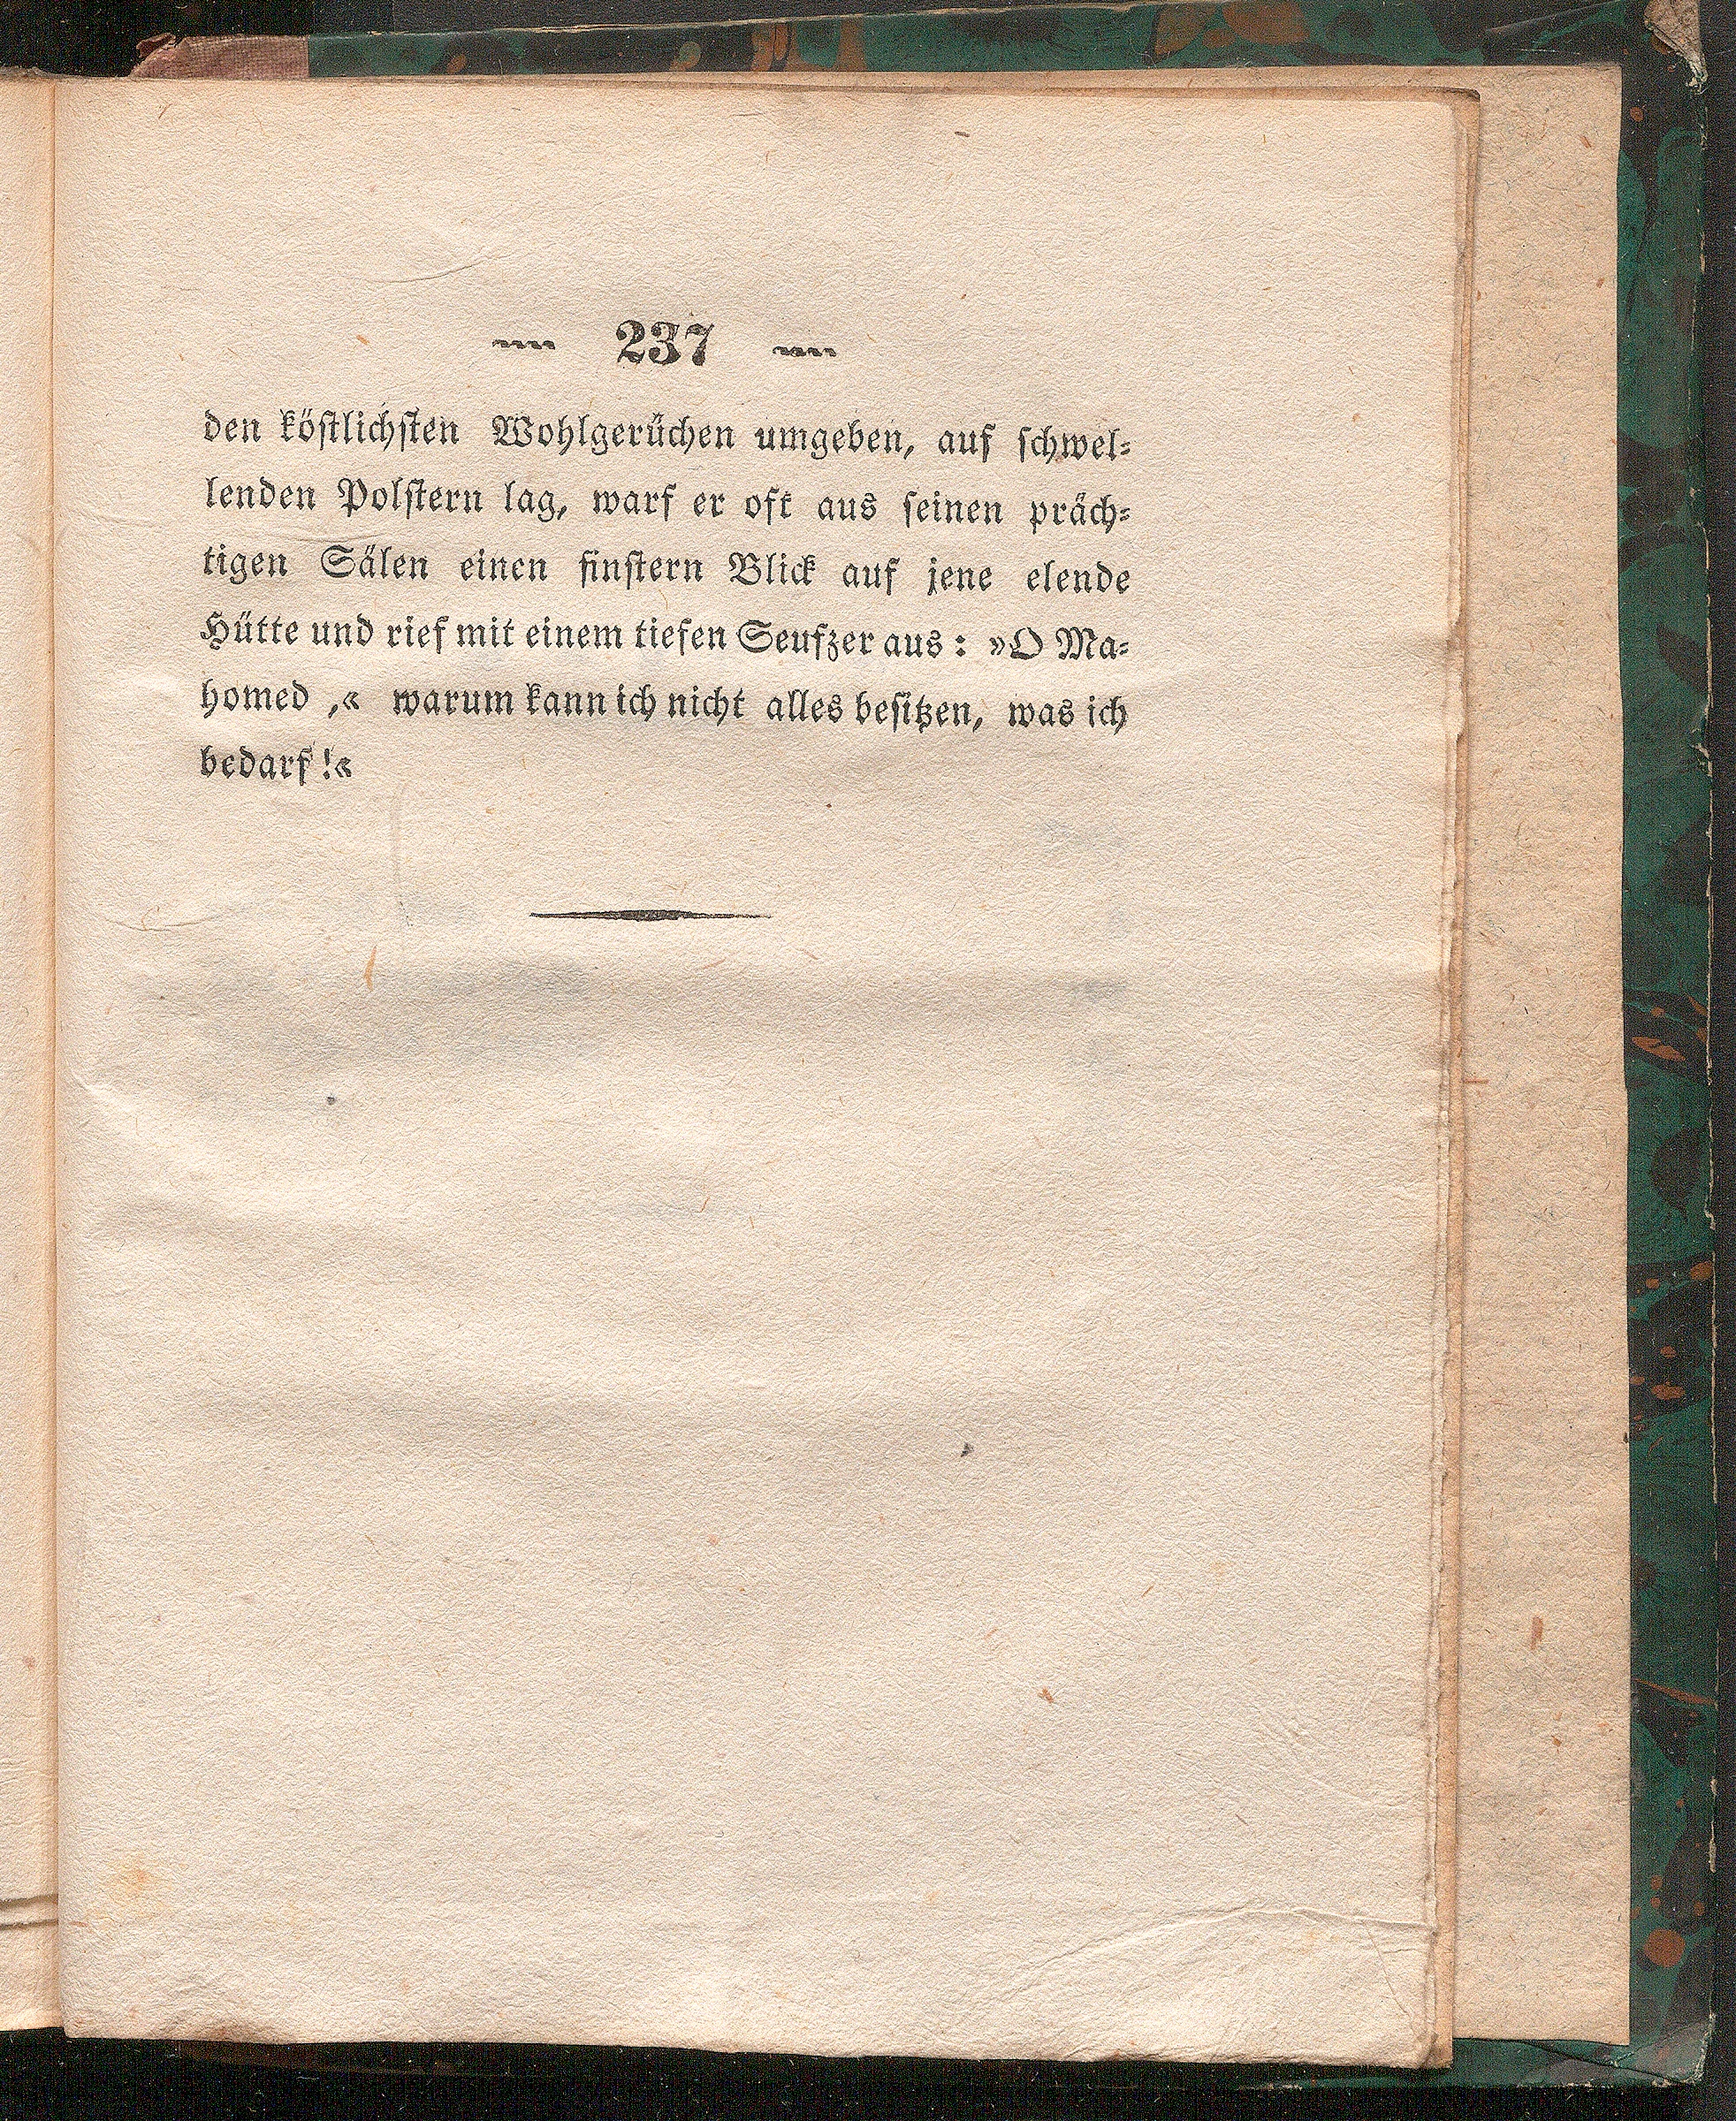 — 237 —
den köstlichsten Wohlgerüchen umgeben, auf schwel-
lenden Polstern lag, warf er oft aus seinen präch-
tigen Sälen einen finstern Blick auf jene elende
Hütte und rief mit einem tiefen Seufzer aus: »O Ma-
homed,« warum kann ich nicht alles besitzen, was ich
bedarf!«